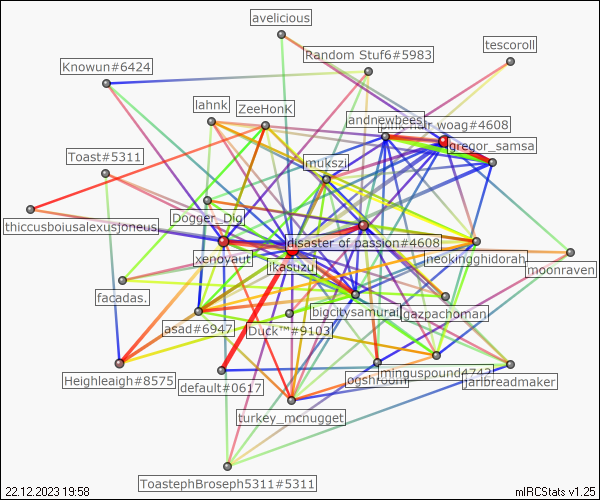 avelicious
tescoroll
Random Stuf6#5983
Knowun#6424
lahnk
ZeeHonK
andnewbees
woag#4608
gregor_samsa
Toast#5311
mukszi
Dogger_Dig
thiccusboiusalexusjoneus
disaster of passion#4608
xenovaut
ikasuzu
neokingghidorah
moonraven
facadas.
bigcitysamurai
gazpachoman
asad#6947
Duck™#9103
Heighleigh#8575
default#0617
ogshroom
minguspound4742
jarlbreadmaker
turkey_mcnugget
ToastephBroseph5311#5311
22.12.2023 19:58
mIRCStats v1.25